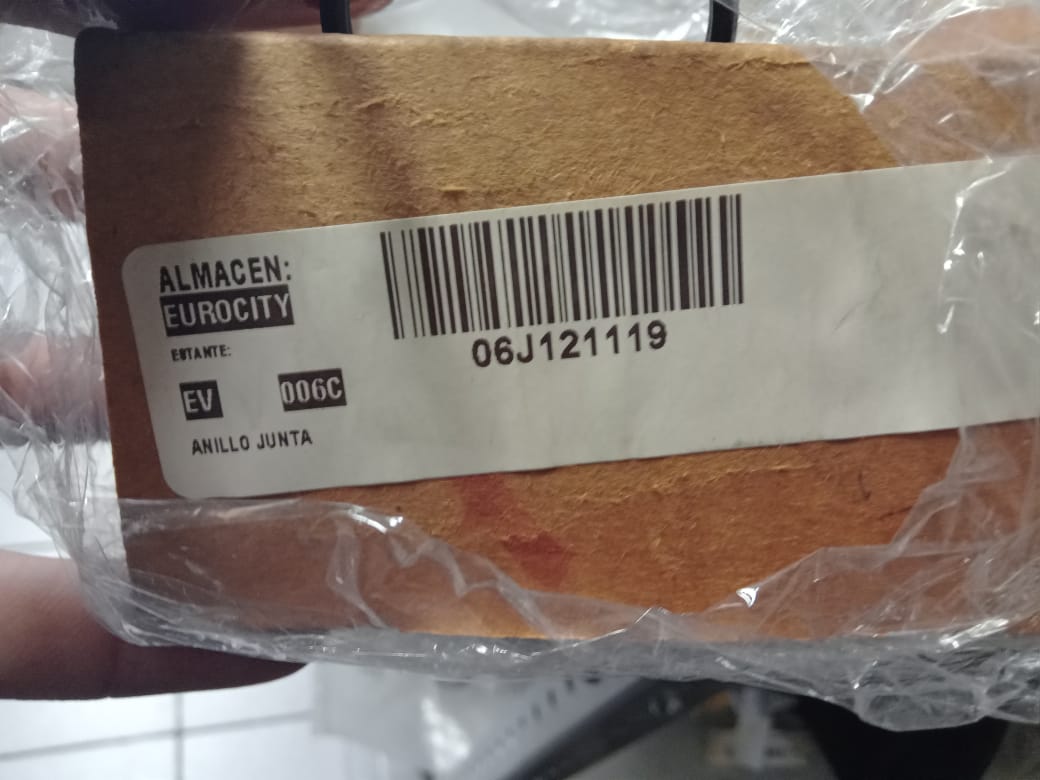 ALMACEN:
EUROCITY
ESTANTE:
EV 006C
ANILLO JUNTA
06J121119